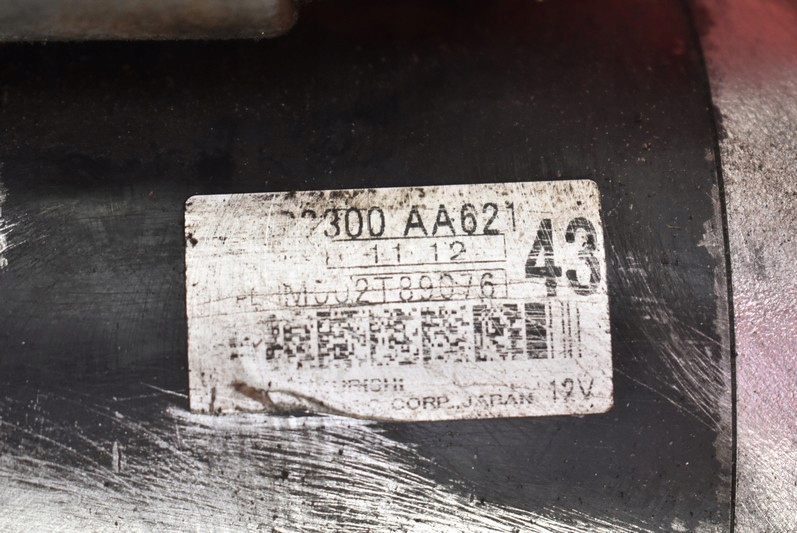 300 AA621
11 12
43
M002T89076
12V
CORP., JAPAN